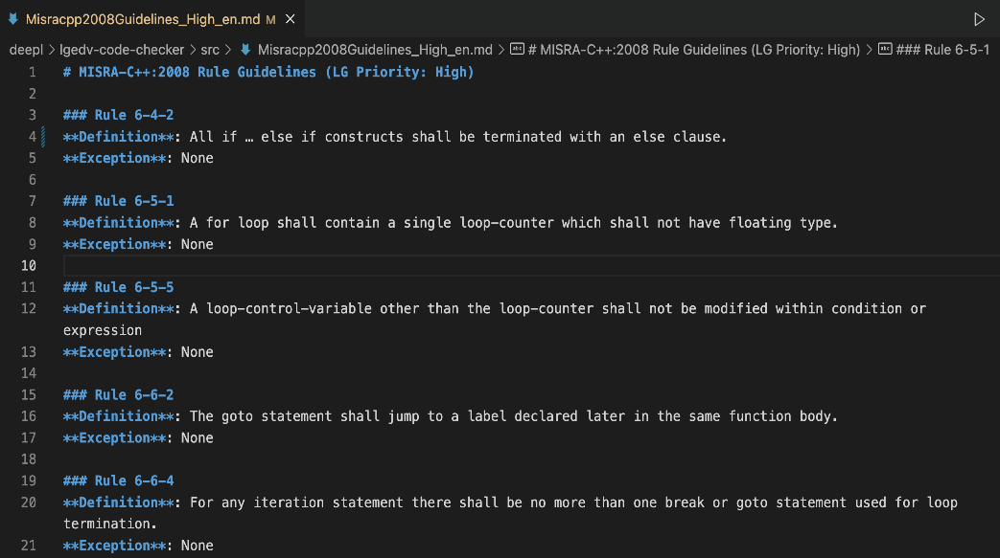 Misracpp2008Guidelines_High_en.md M
deepl > lgedv-code-checker > src > Misracpp2008Guidelines_High_en.md > abc # MISRA-C++:2008 Rule Guidelines (LG Priority: High) > abc ### Rule 6-5-1
1 # MISRA-C++:2008 Rule Guidelines (LG Priority: High)
2
3 ### Rule 6-4-2
4 **Definition**: All if … else if constructs shall be terminated with an else clause.
5 **Exception**: None
6
7 ### Rule 6-5-1
8 **Definition**: A for loop shall contain a single loop-counter which shall not have floating type.
9 **Exception**: None
10
11 ### Rule 6-5-5
12 **Definition**: A loop-control-variable other than the loop-counter shall not be modified within condition or
expression
13 **Exception**: None
14
15 ### Rule 6-6-2
16 **Definition**: The goto statement shall jump to a label declared later in the same function body.
17 **Exception**: None
18
19 ### Rule 6-6-4
20 **Definition**: For any iteration statement there shall be no more than one break or goto statement used for loop
termination.
21 **Exception**: None